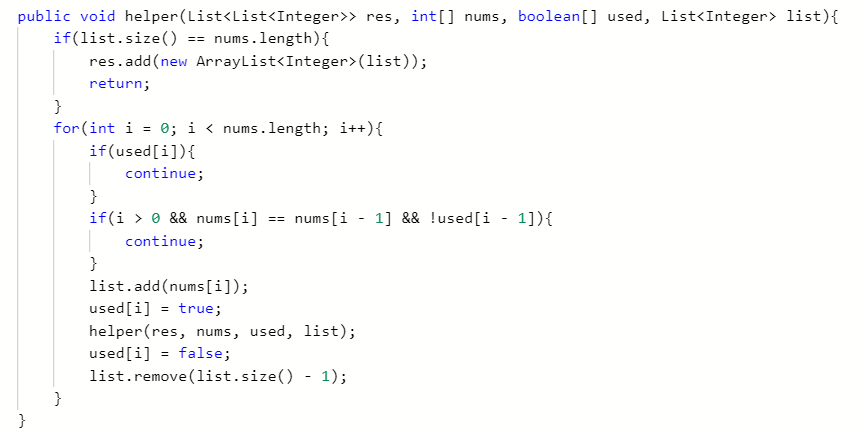 public void helper(List<List<Integer>> res, int[] nums, boolean[] used, List<Integer> list){
    if(list.size() == nums.length){
        res.add(new ArrayList<Integer>(list));
        return;
    }
    for(int i = 0; i < nums.length; i++){
        if(used[i]){
            continue;
        }
        if(i > 0 && nums[i] == nums[i - 1] && !used[i - 1]){
            continue;
        }
        list.add(nums[i]);
        used[i] = true;
        helper(res, nums, used, list);
        used[i] = false;
        list.remove(list.size() - 1);
    }
}